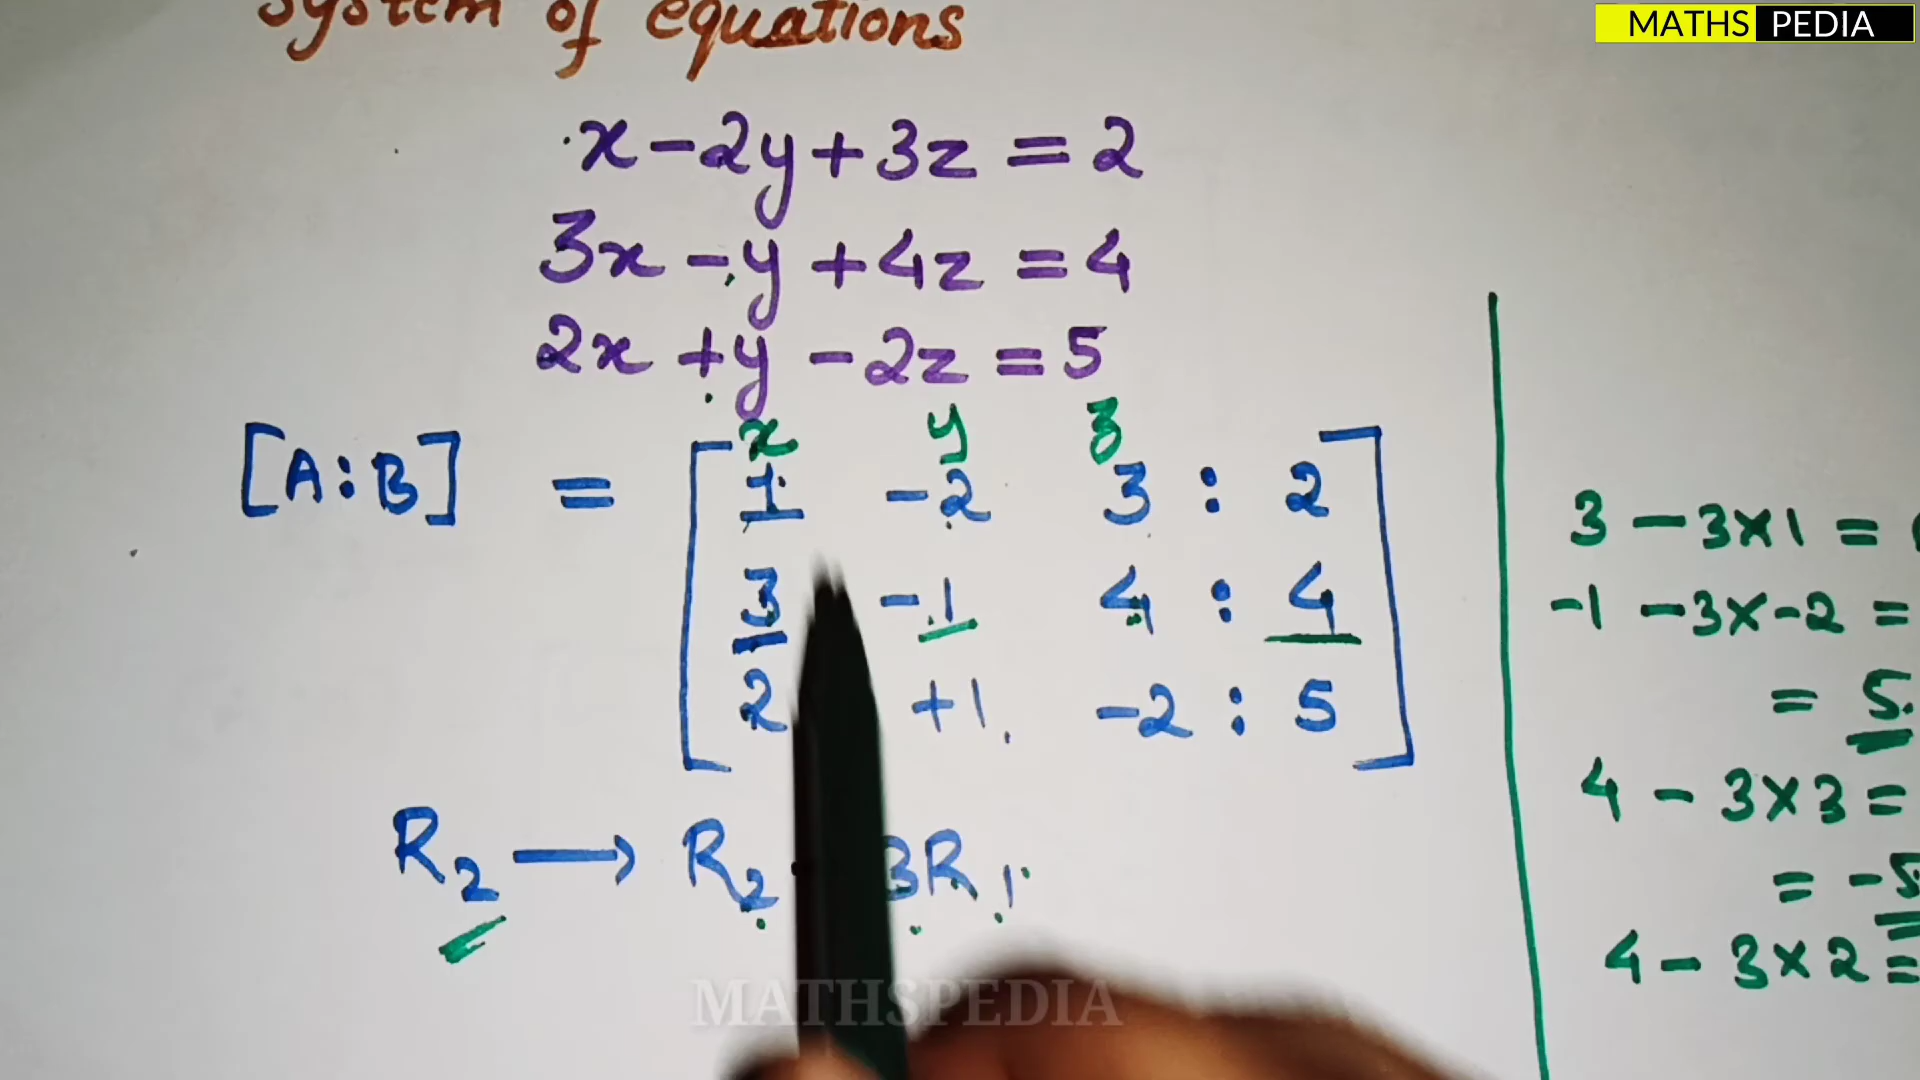 MATHS PEDIA
System of equations
x - 2y + 3z = 2
3x - y + 4z = 4
2x + y - 2z = 5
x y z
[A:B] = [ 1 -2 3 : 2
3 -1 4 : 4
2 +1 -2 : 5 ]
R2 → R2 3R1
3 - 3×1 =
-1 - 3×-2 =
= 5
4 - 3×3 =
= -5
4 - 3×2 =
MATHSPEDIA